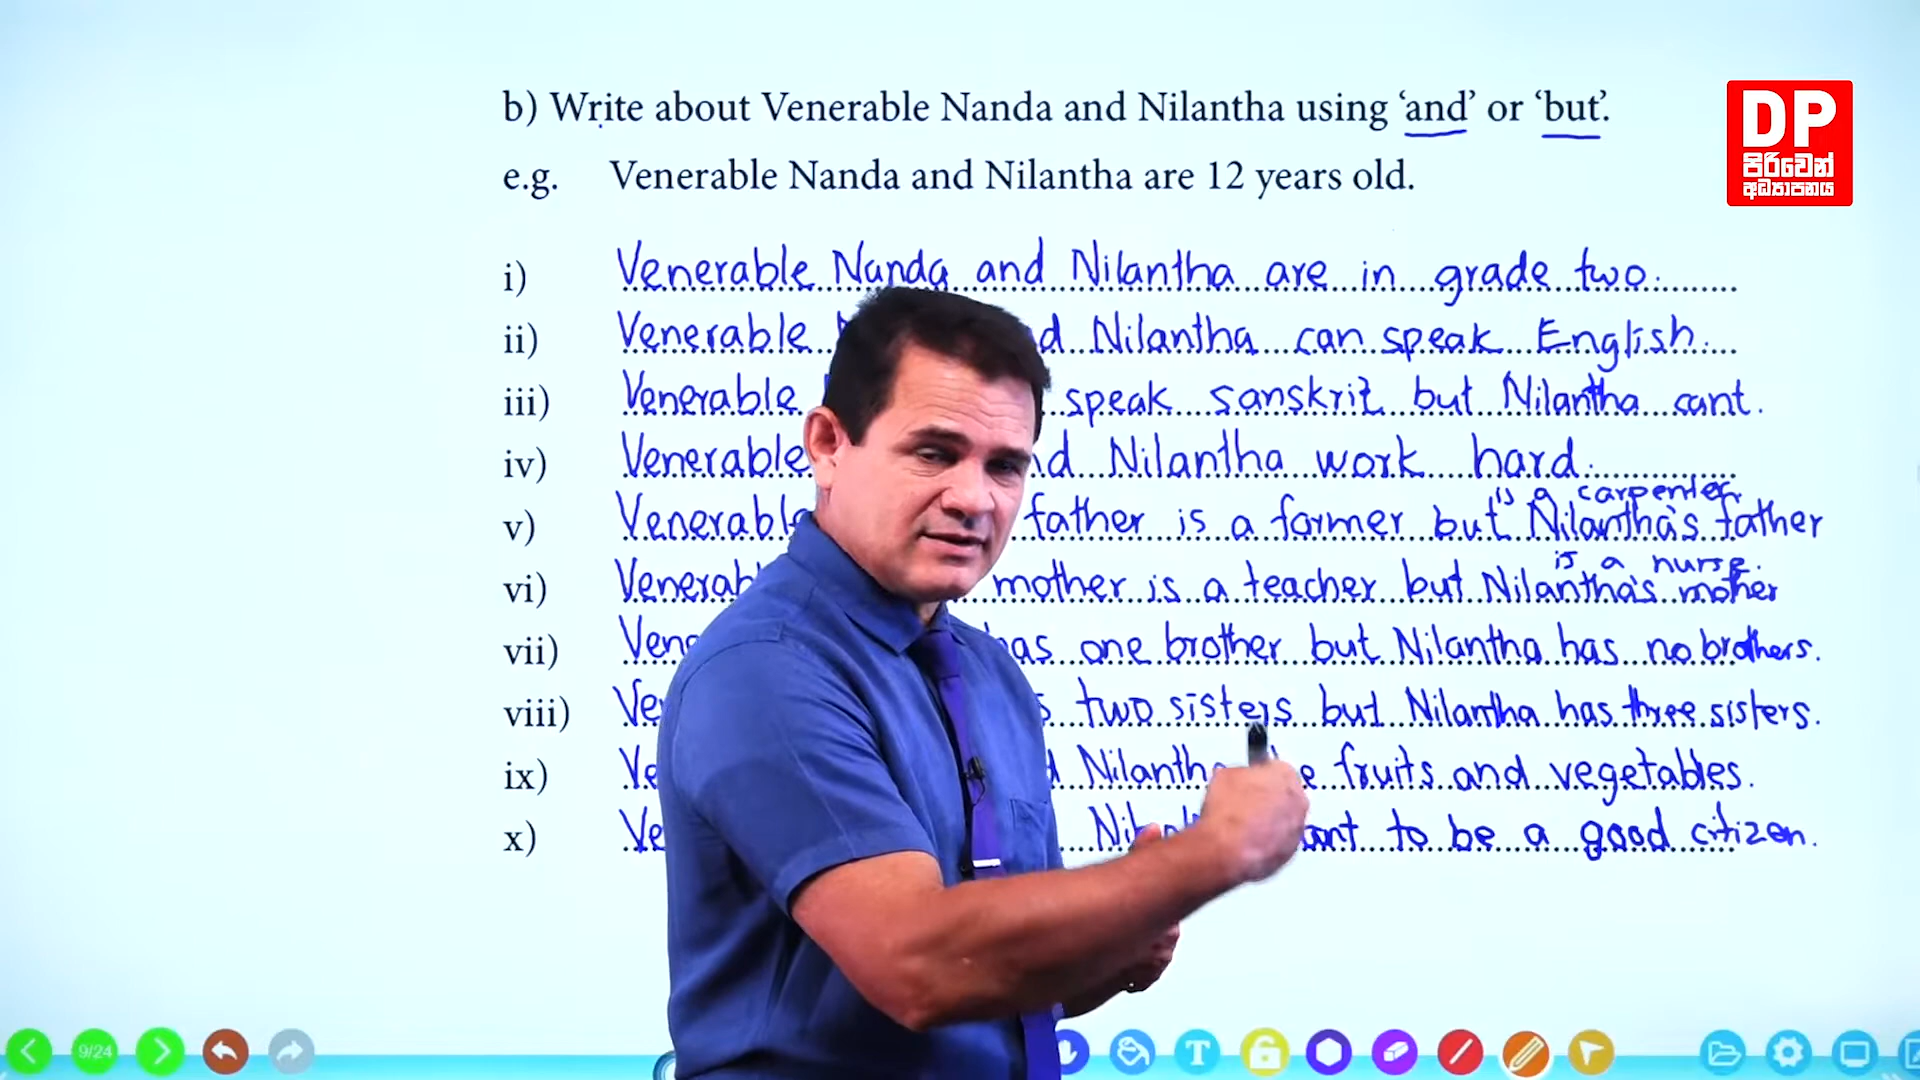 b) Write about Venerable Nanda and Nilantha using ‘and’ or ‘but’.
DP
පිරිවෙන්
අධ්‍යාපනය
e.g. Venerable Nanda and Nilantha are 12 years old.
i) Venerable Nanda and Nilantha are in grade two.
ii) Venerable Nilantha can speak English.
iii) Venerable speak sanskrit but Nilantha cant.
iv) Venerable Nilantha work hard.
is a carpenter.
v) father is a farmer but Nilantha's father
is a nurse.
vi) mother is a teacher but Nilantha's mother
vii) one brother but Nilantha has no brothers.
viii) two sisters but Nilantha has three sisters.
ix) fruits and vegetables.
x) to be a good citizen.
9/24
T